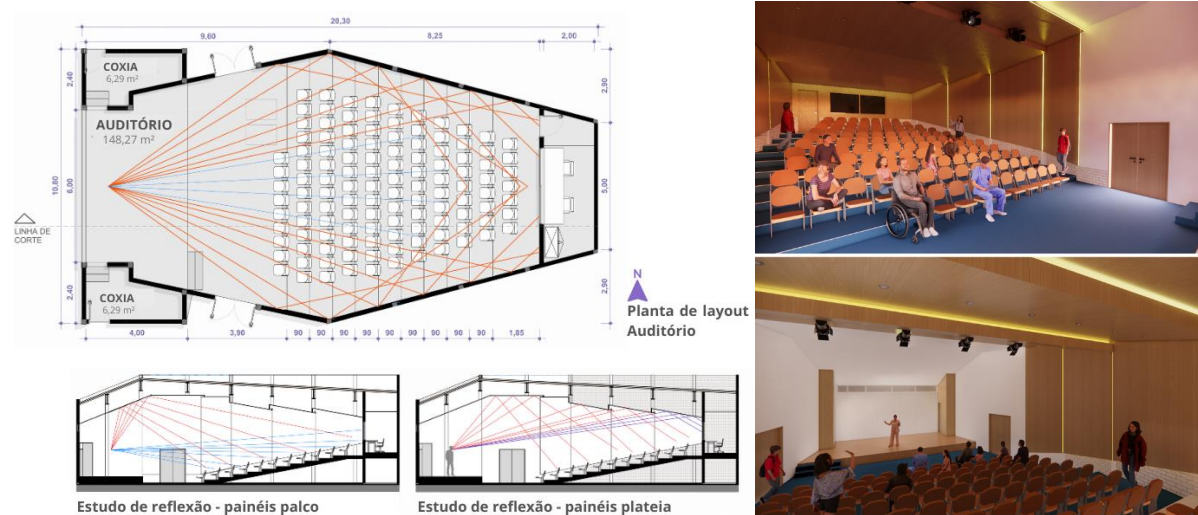 20,30
9,60
8,25
2,00
COXIA
6,29 m²
2,40
2,90
AUDITÓRIO
148,27 m²
10,80
6,00
5,00
LINHA DE
CORTE
COXIA
6,29 m²
2,40
2,90
N
Planta de layout
Auditório
4,00
3,90
90
90
90
90
90
90
90
90
90
1,85
Estudo de reflexão - painéis palco
Estudo de reflexão - painéis plateia